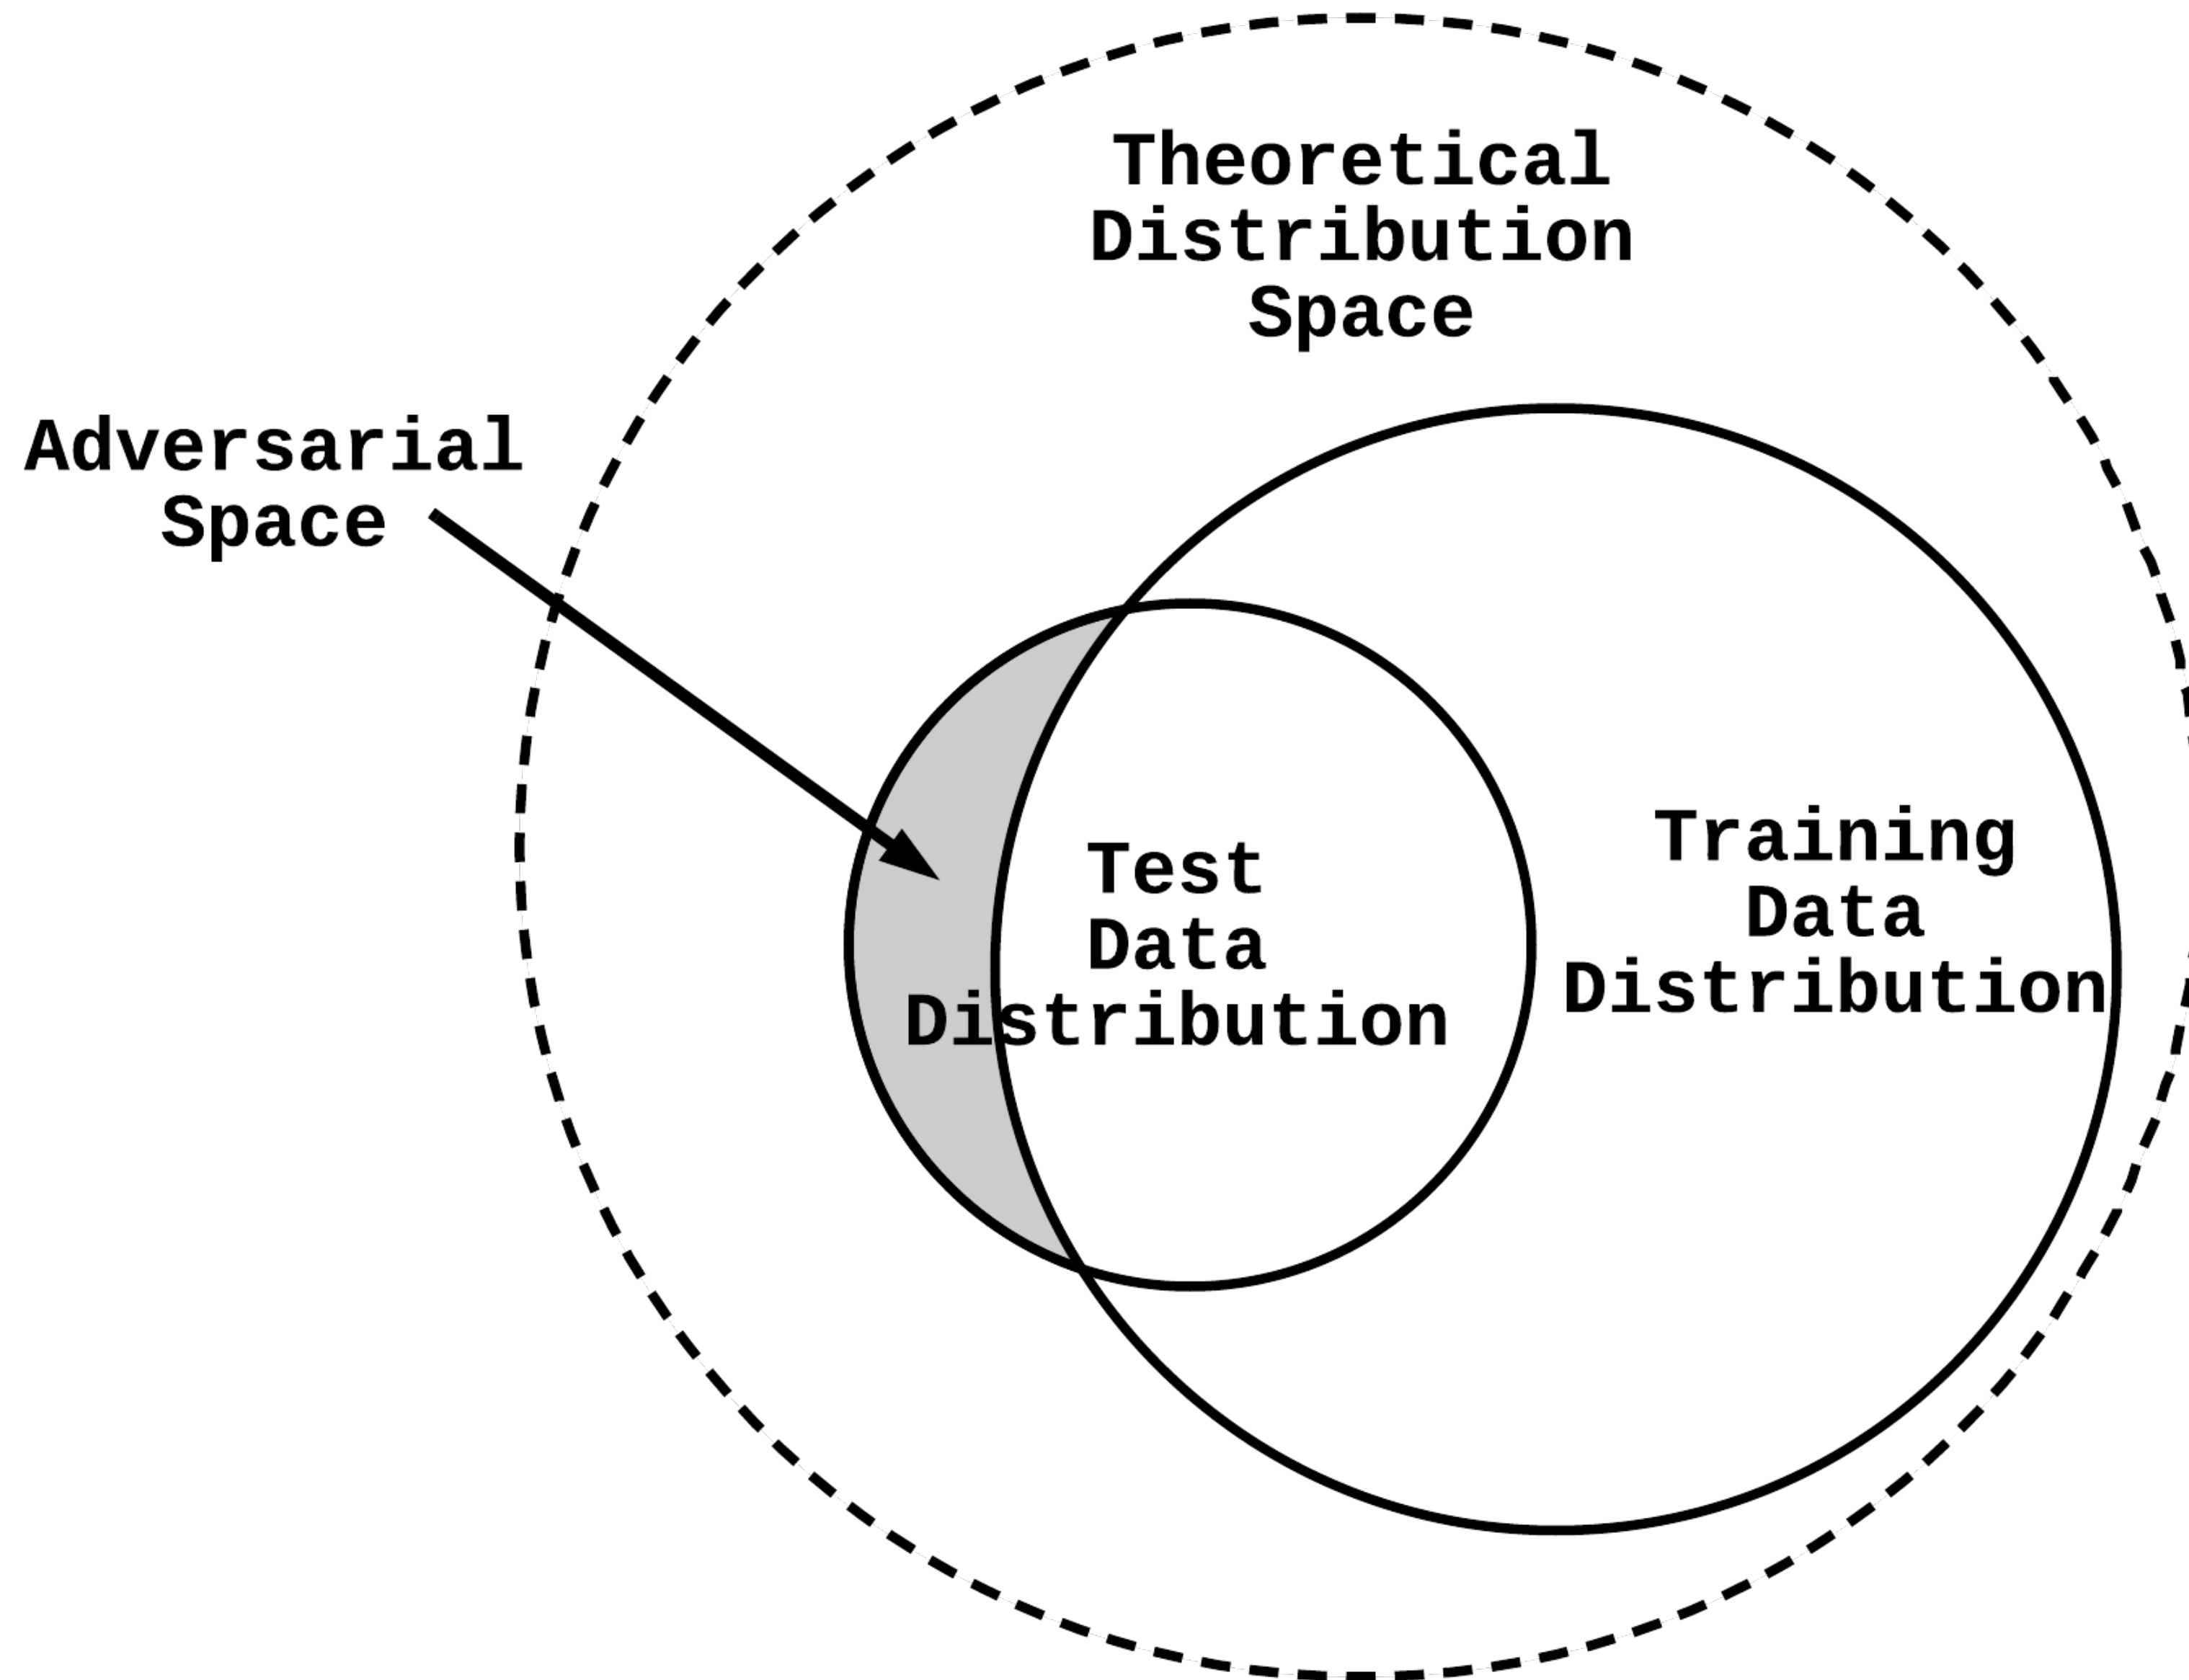 Theoretical
Distribution
Space
Adversarial
Space
Test
Data
Distribution
Training
Data
Distribution